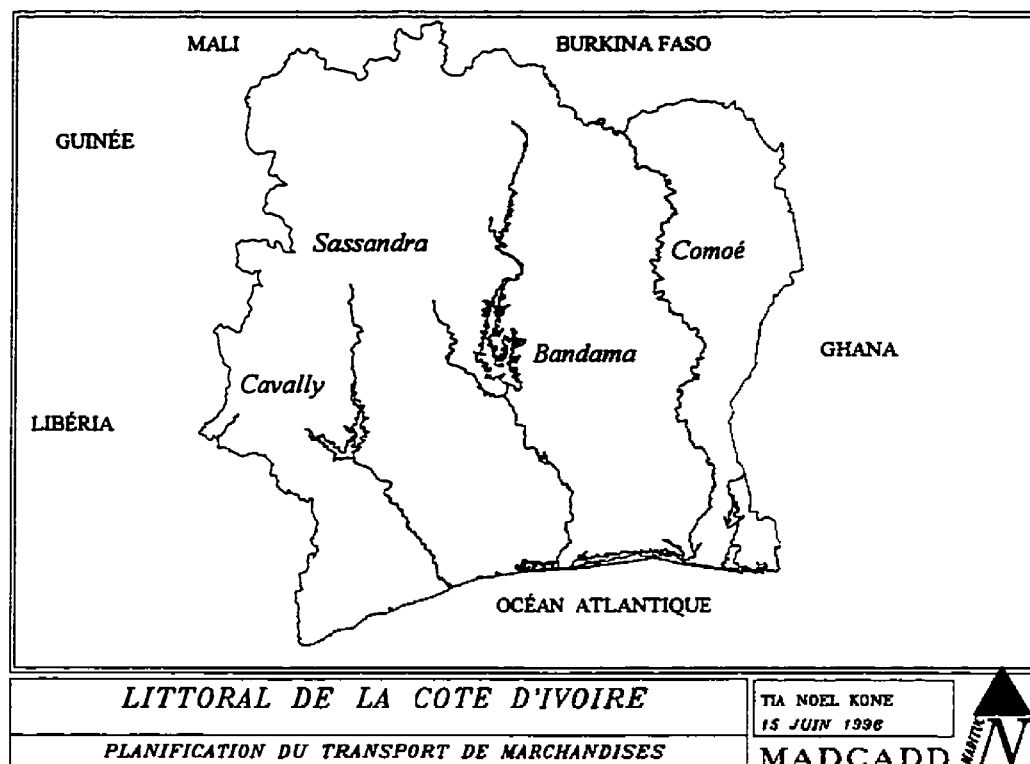 MALI
BURKINA FASO
GUINÉE
Sassandra
Comoé
Bandama
GHANA
Cavally
LIBÉRIA
OCÉAN ATLANTIQUE
LITTORAL DE LA COTE D'IVOIRE
PLANIFICATION DU TRANSPORT DE MARCHANDISES
TIA NOEL KONE
15 JUIN 1996
MADCADD
N